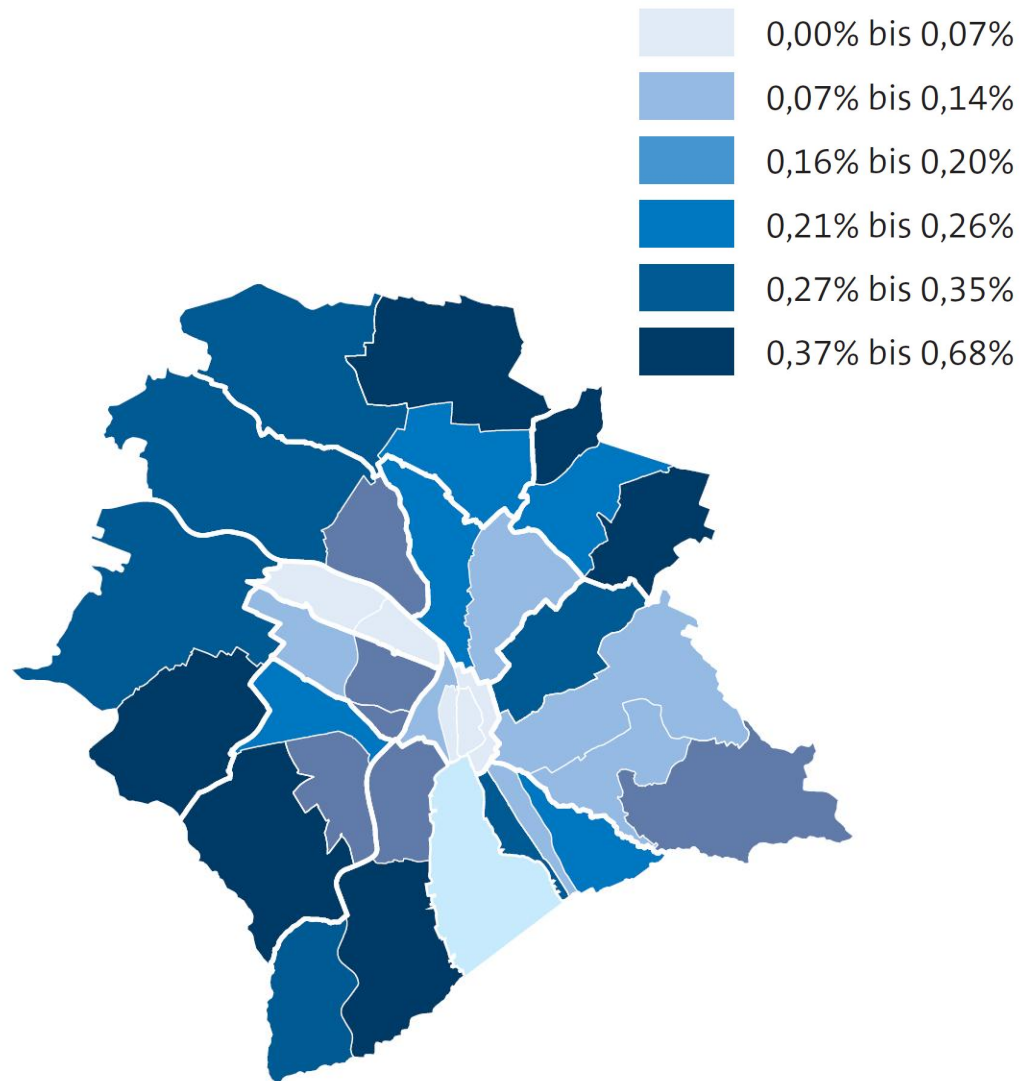 0,00% bis 0,07%
0,07% bis 0,14%
0,16% bis 0,20%
0,21% bis 0,26%
0,27% bis 0,35%
0,37% bis 0,68%